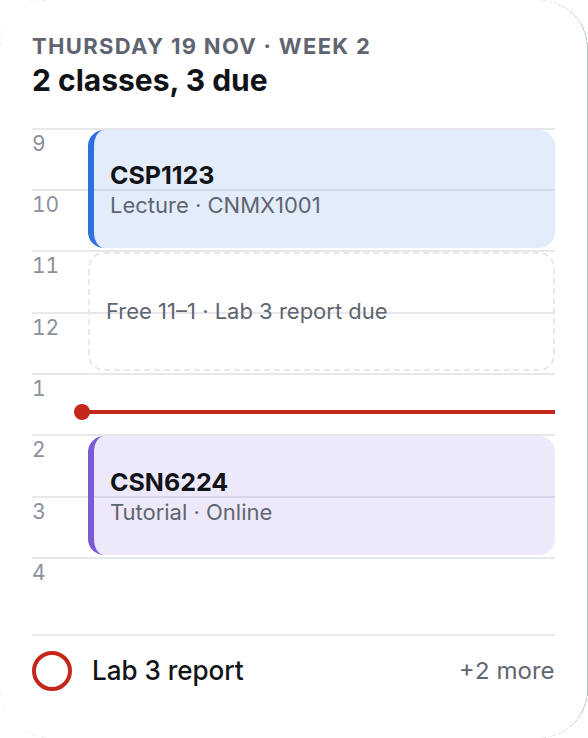 THURSDAY 19 NOV · WEEK 2
2 classes, 3 due
9
CSP1123
10
Lecture · CNMX1001
11
Free 11–1 · Lab 3 report due
12
1
2
CSN6224
3
Tutorial · Online
4
Lab 3 report
+2 more